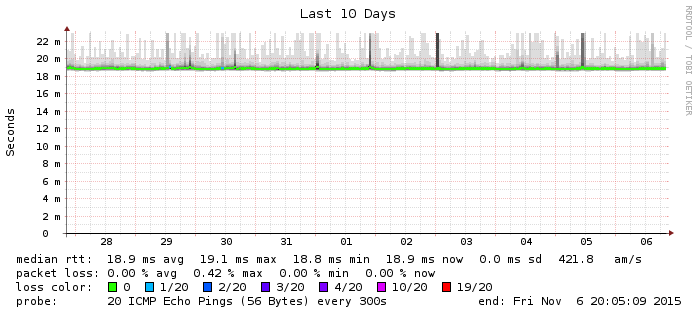 Last 10 Days
RRDTOOL / TOBI OETIKER
Seconds
22 m
20 m
18 m
16 m
14 m
12 m
10 m
8 m
6 m
4 m
2 m
0
28 29 30 31 01 02 03 04 05 06
median rtt: 18.9 ms avg 19.1 ms max 18.8 ms min 18.9 ms now 0.0 ms sd 421.8 am/s
packet loss: 0.00 % avg 0.42 % max 0.00 % min 0.00 % now
loss color: 0 1/20 2/20 3/20 4/20 10/20 19/20
probe: 20 ICMP Echo Pings (56 Bytes) every 300s end: Fri Nov 6 20:05:09 2015